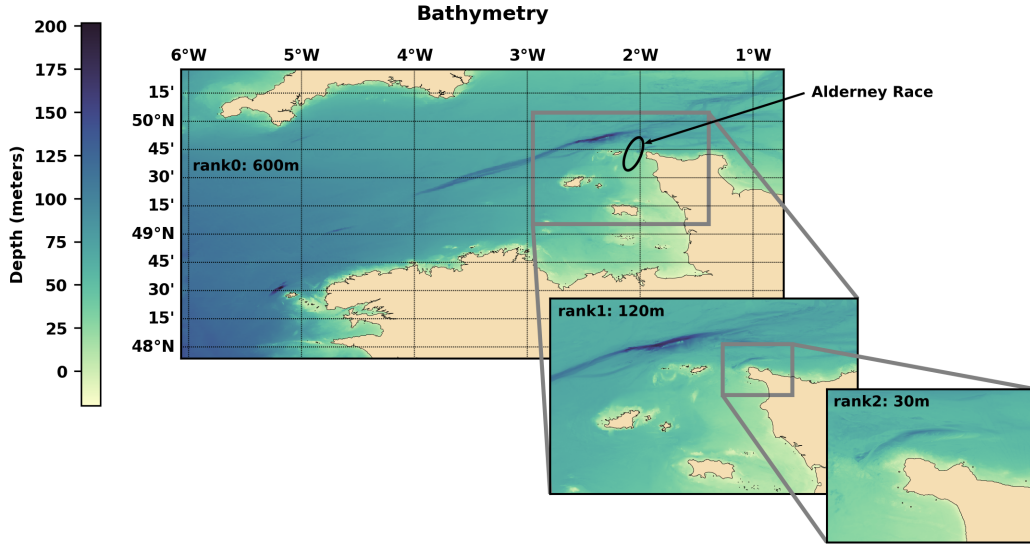 Bathymetry
6°W 5°W 4°W 3°W 2°W 1°W
Alderney Race
15'
50°N
45'
30'
15'
49°N
45'
30'
15'
48°N
rank0: 600m
Depth (meters)
200
175
150
125
100
75
50
25
0
rank1: 120m
rank2: 30m